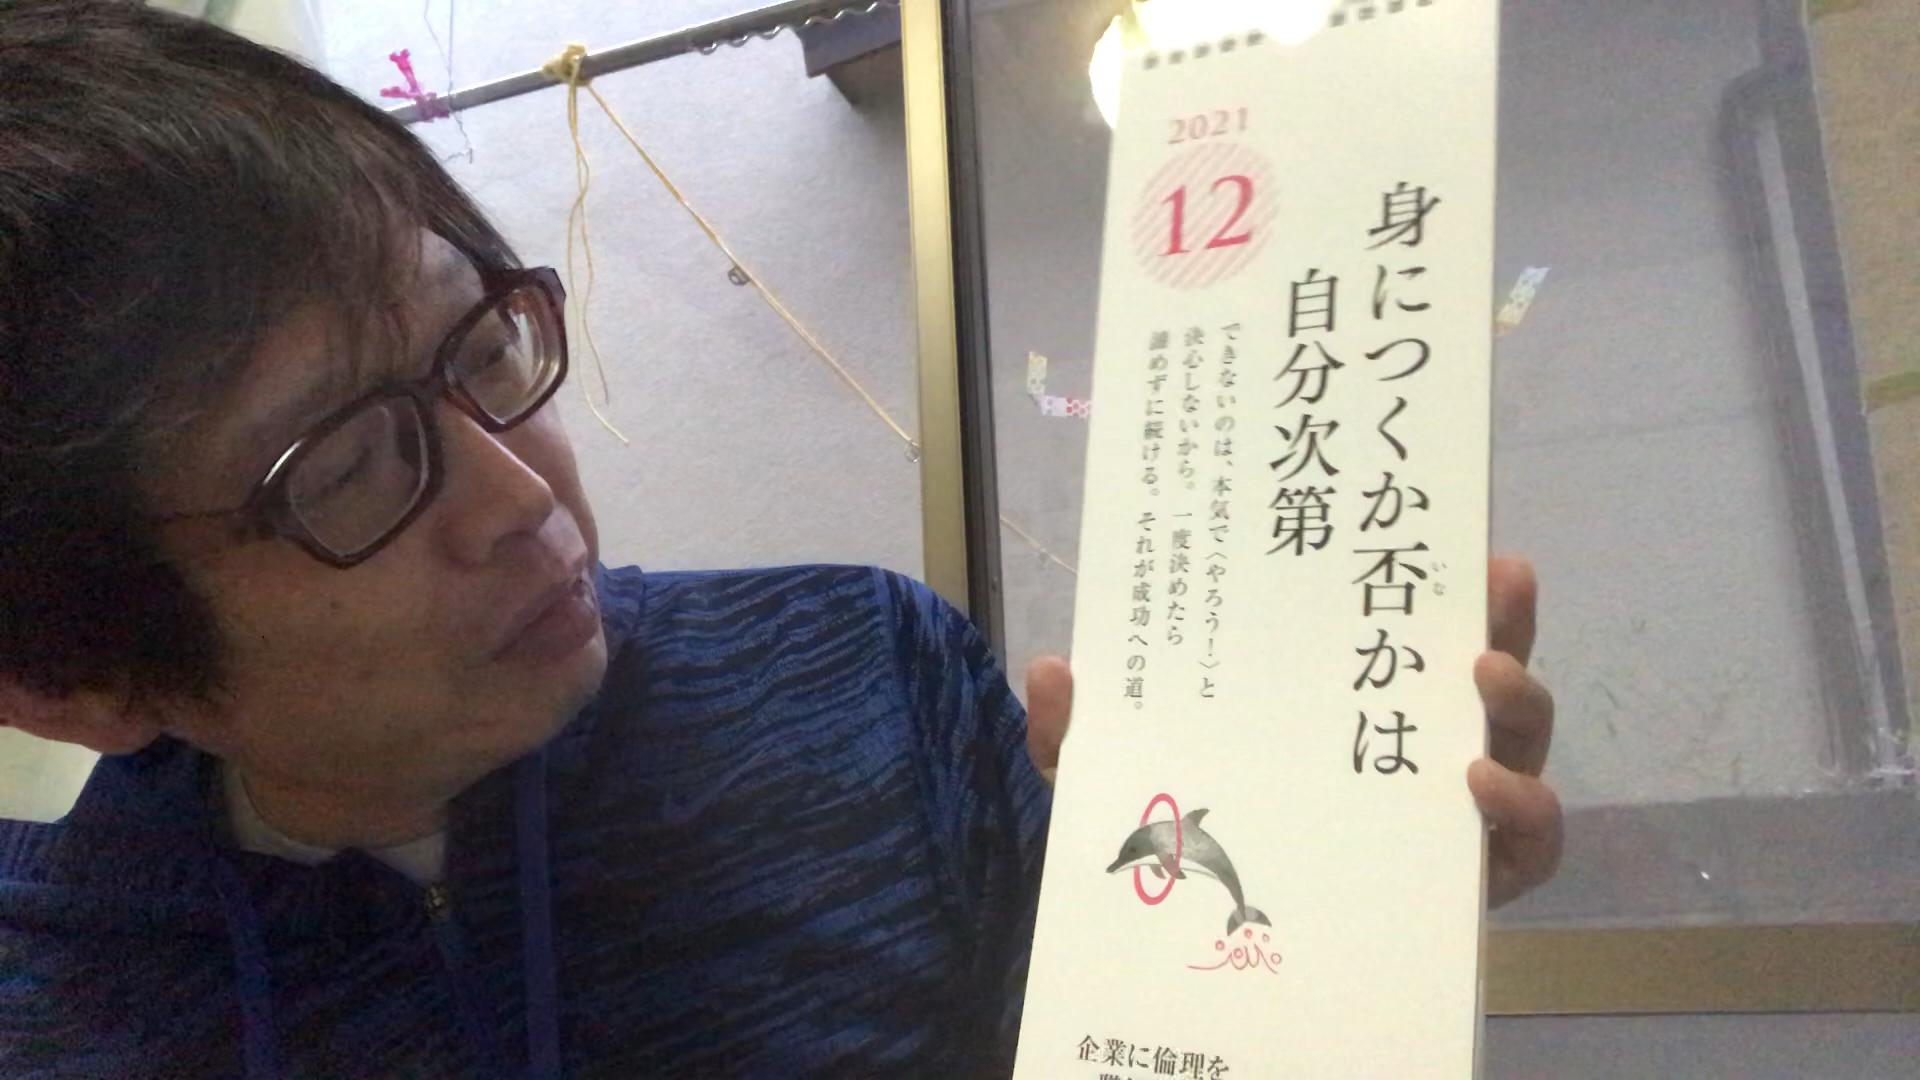 2021
12
身につくか否かは
いな
自分次第
できないのは、本気で〈やろう！〉と
決心しないから。一度決めたら
諦めずに続ける。それが成功への道。
企業に倫理を